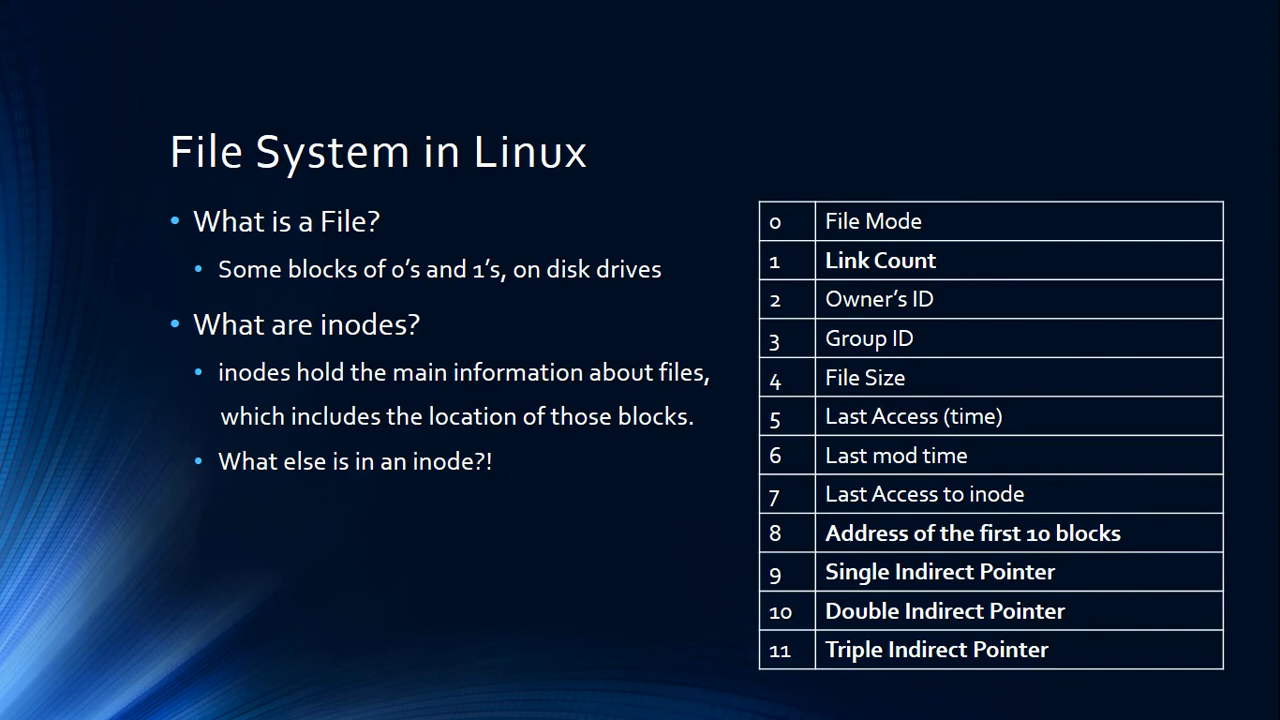 File System in Linux
• What is a File?
• Some blocks of 0's and 1's, on disk drives
• What are inodes?
• inodes hold the main information about files,
which includes the location of those blocks.
• What else is in an inode?!
0 File Mode
1 Link Count
2 Owner's ID
3 Group ID
4 File Size
5 Last Access (time)
6 Last mod time
7 Last Access to inode
8 Address of the first 10 blocks
9 Single Indirect Pointer
10 Double Indirect Pointer
11 Triple Indirect Pointer